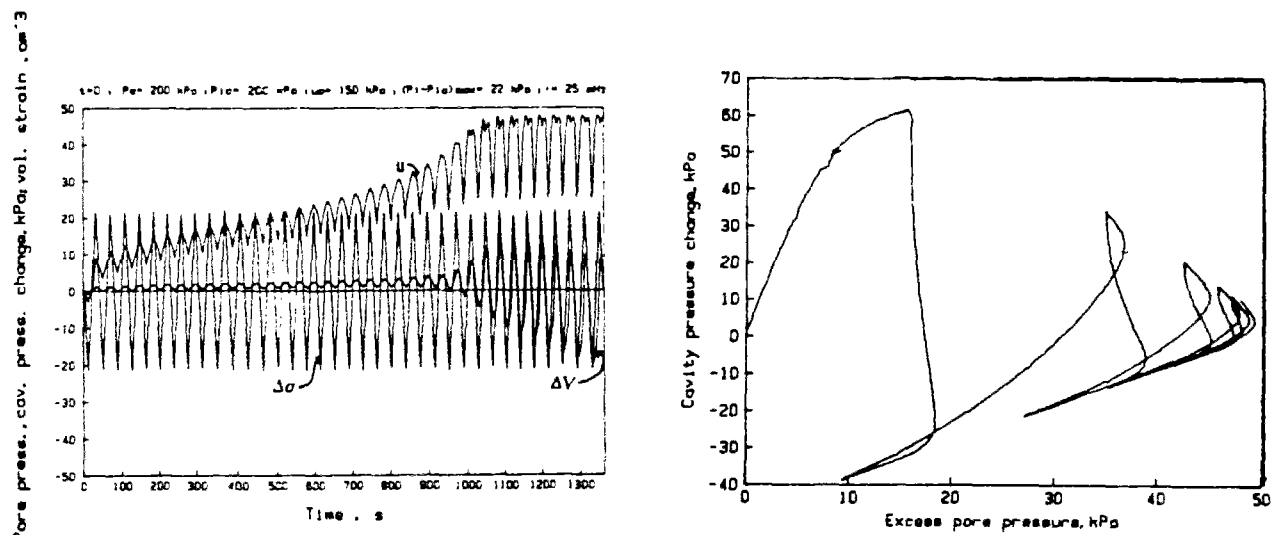 Pore press., cav. press. change, kPa; vol. strain, cm^3
Pe= 200 kPa ; Pio= 200 kPa ; uo= 150 kPa ; (Pi-Pio)max= 22 kPa ; f= 25 mHz
50
40
30
20
10
0
-10
-20
-30
-40
-50
u
Δσ
ΔV
0 100 200 300 400 500 600 700 800 900 1000 1100 1200 1300
Time , s
Cavity pressure change, kPa
70
60
50
40
30
20
10
0
-10
-20
-30
-40
0 10 20 30 40 50
Excess pore pressure, kPa